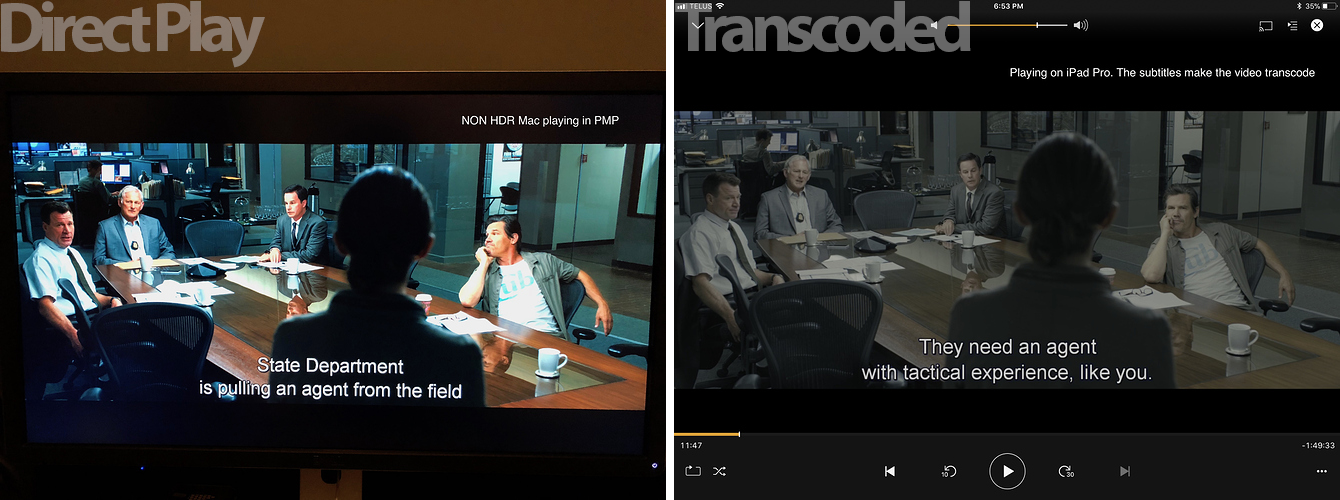 Direct Play
NON HDR Mac playing in PMP
State Department
is pulling an agent from the field
TELUS
6:53 PM
35%
Transcoded
Playing on iPad Pro. The subtitles make the video transcode
They need an agent
with tactical experience, like you.
11:47
-1:49:33
10
30